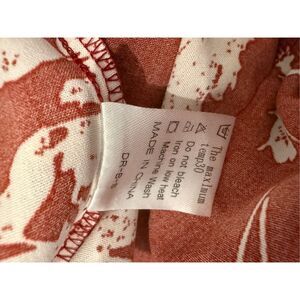 The maximum
temp30
Do not bleach
Iron on low heat
Machine Wash
MADE IN CHINA